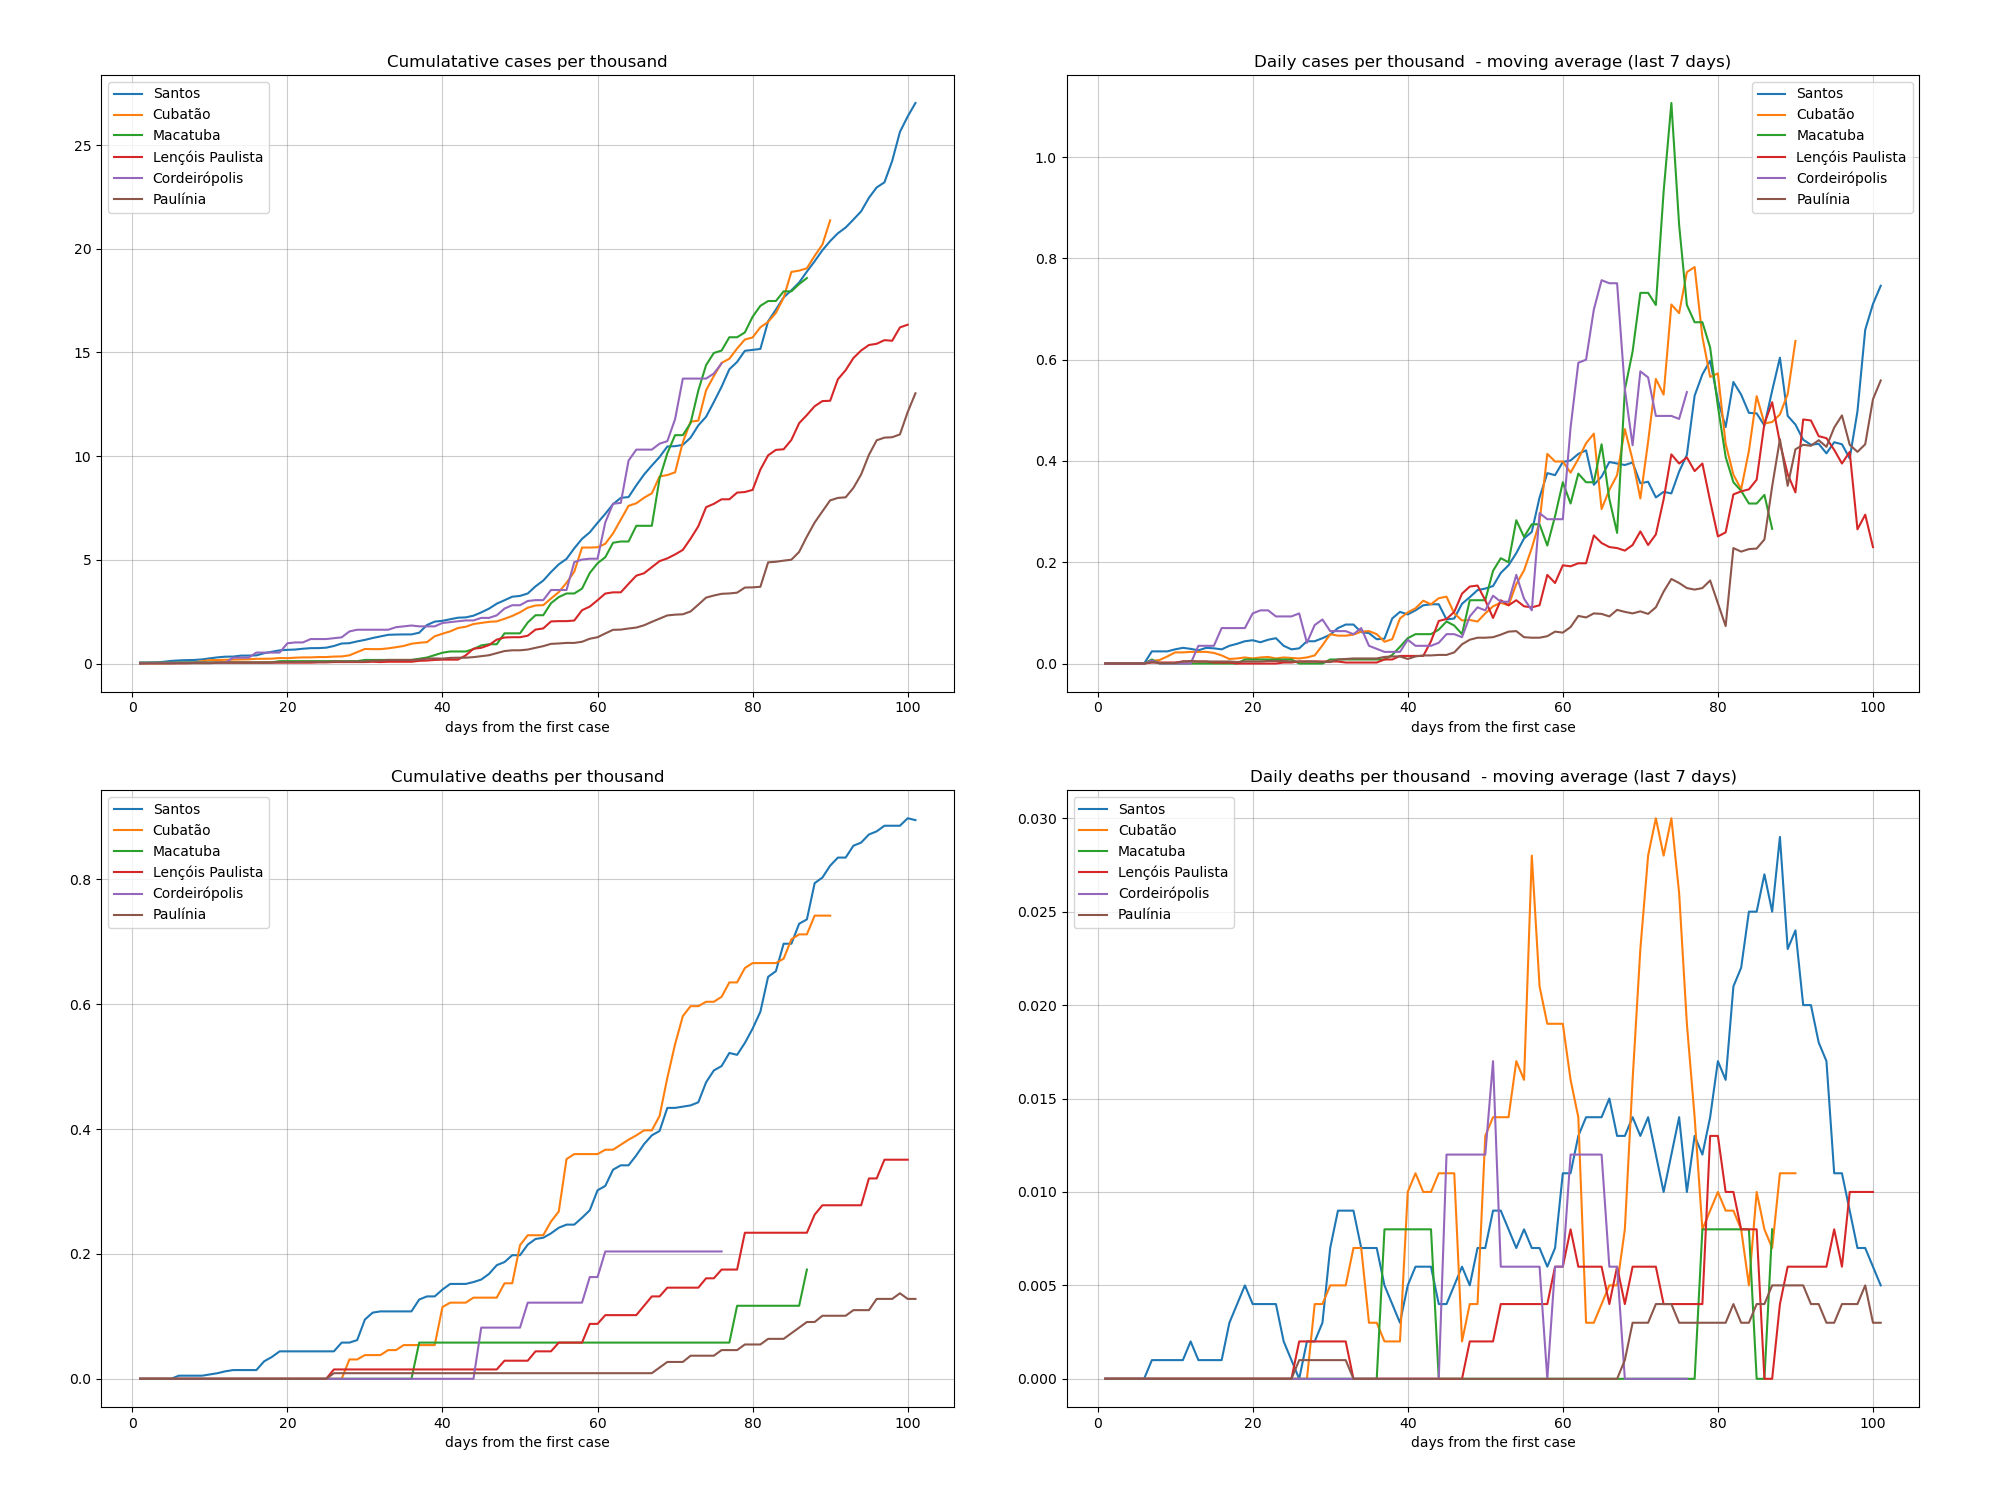 Cumulatative cases per thousand
Santos
Cubatão
Macatuba
Lençóis Paulista
Cordeirópolis
Paulínia
25
20
15
10
5
0
0 20 40 60 80 100
days from the first case
Daily cases per thousand  - moving average (last 7 days)
Santos
Cubatão
Macatuba
Lençóis Paulista
Cordeirópolis
Paulínia
1.0
0.8
0.6
0.4
0.2
0.0
0 20 40 60 80 100
days from the first case
Cumulative deaths per thousand
Santos
Cubatão
Macatuba
Lençóis Paulista
Cordeirópolis
Paulínia
0.8
0.6
0.4
0.2
0.0
0 20 40 60 80 100
days from the first case
Daily deaths per thousand  - moving average (last 7 days)
Santos
Cubatão
Macatuba
Lençóis Paulista
Cordeirópolis
Paulínia
0.030
0.025
0.020
0.015
0.010
0.005
0.000
0 20 40 60 80 100
days from the first case